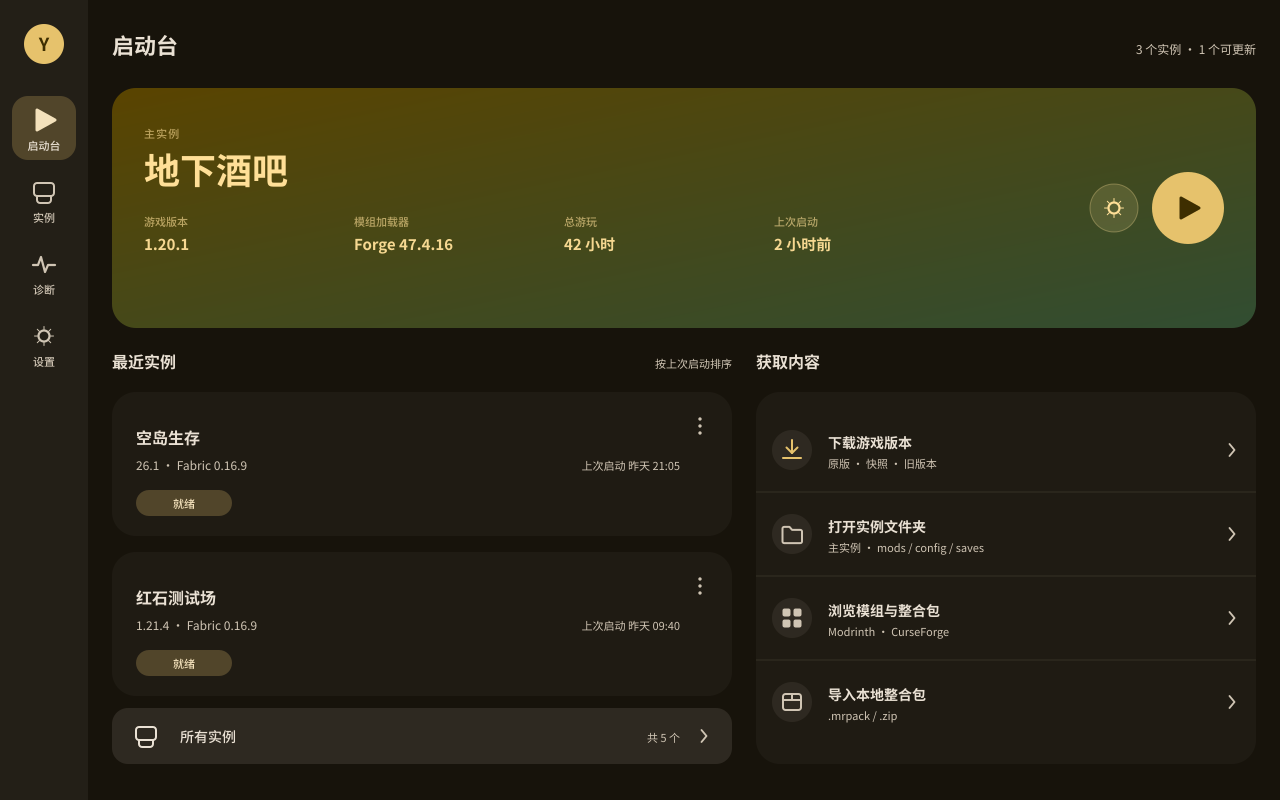 Y
启动台
实例
诊断
设置
启动台
3 个实例 • 1 个可更新
主实例
地下酒吧
游戏版本
1.20.1
模组加载器
Forge 47.4.16
总游玩
42 小时
上次启动
2 小时前
最近实例
按上次启动排序
空岛生存
26.1 • Fabric 0.16.9
上次启动 昨天 21:05
就绪
红石测试场
1.21.4 • Fabric 0.16.9
上次启动 昨天 09:40
就绪
所有实例
共 5 个
获取内容
下载游戏版本
原版 • 快照 • 旧版本
打开实例文件夹
主实例 • mods / config / saves
浏览模组与整合包
Modrinth • CurseForge
导入本地整合包
.mrpack / .zip